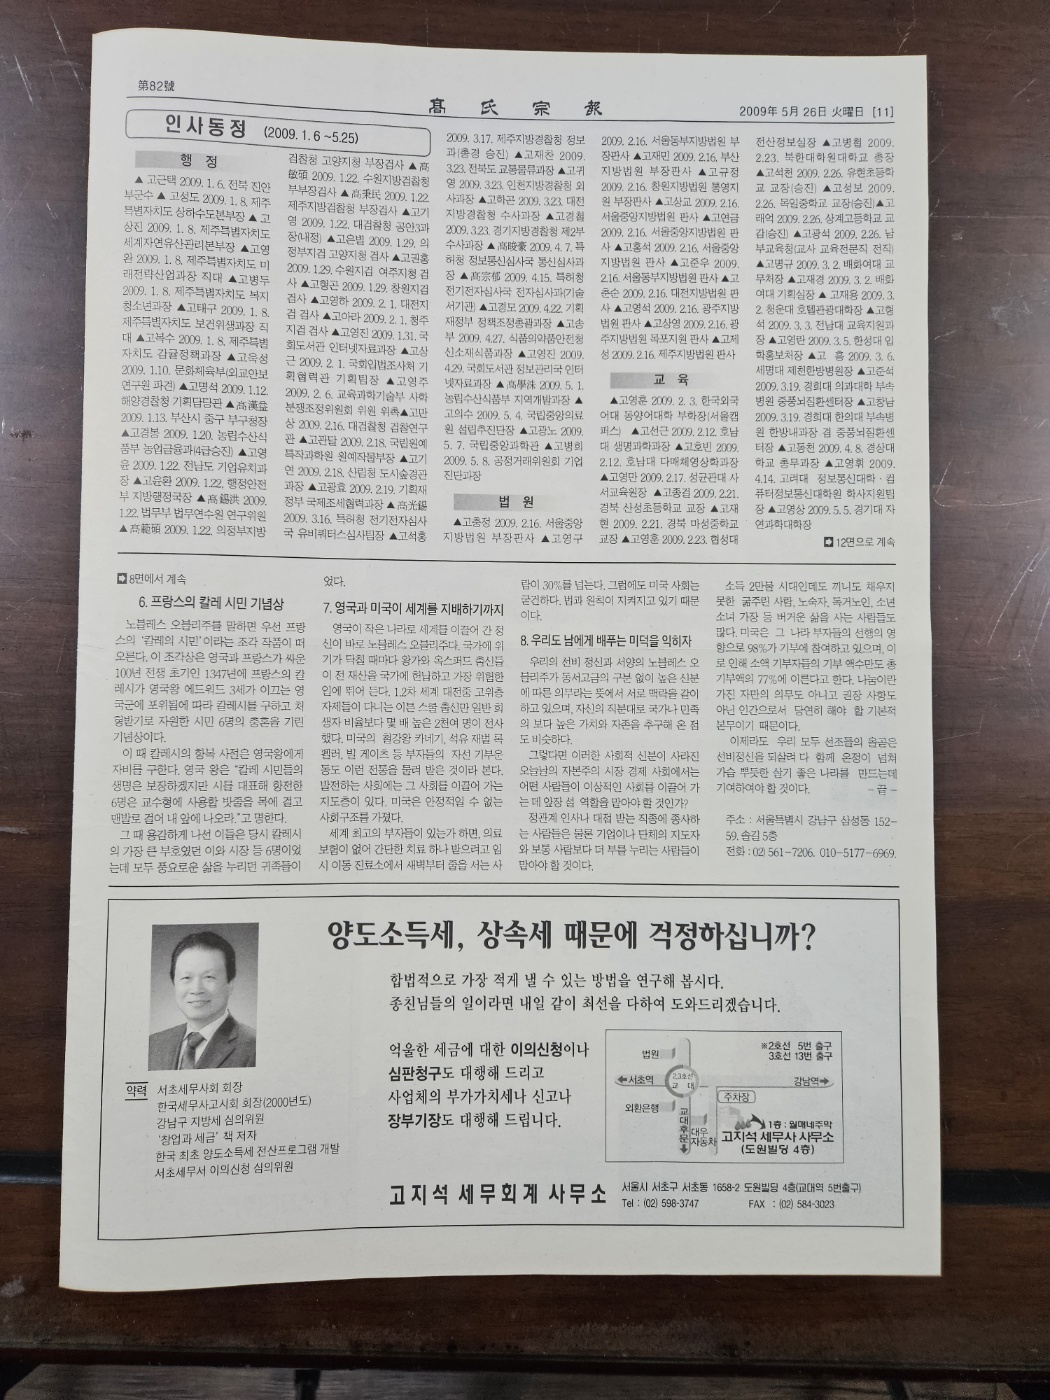 第82號
髙氏宗報
2009年 5月 26日 火曜日 [11]
인사동정 (2009. 1. 6 ~5.25)
행 정
▲ 고근택 2009. 1. 6. 전북 진안
부군수 ▲ 고성도 2009. 1. 8. 제주
특별자치도 상하수도본부장 ▲ 고
상진 2009. 1. 8. 제주특별자치도
세계자연유산관리본부장 ▲ 고영
환 2009. 1. 8. 제주특별자치도 미
래전략산업과장 직대 ▲ 고병두
2009. 1. 8. 제주특별자치도 복지
청소년과장 ▲고태구 2009. 1. 8.
제주특별자치도 보건위생과장 직
대 ▲고복수 2009. 1. 8. 제주특별
자치도 감귤정책과장 ▲고욱성
2009. 1.10. 문화체육부(외교안보
연구원 파견) ▲고명석 2009. 1.12.
해양경찰청 기획담당관 ▲髙漢益
2009. 1.13. 부산시 중구 부구청장
▲고경봉 2009. 1.20. 농림수산식
품부 농업금융과(4급승진) ▲고영
윤 2009. 1.22. 전남도 기업유치과
장 ▲고윤환 2009. 1.22. 행정안전
부 지방행정국장 ▲髙錫洪 2009.
1.22. 법무부 법무연수원 연구위원
▲髙範頭 2009. 1.22. 의정부지방
검찰청 고양지청 부장검사 ▲髙
敏碩 2009. 1.22. 수원지방검찰청
부부장검사 ▲髙秉民 2009. 1.22.
제주지방검찰청 부장검사 ▲고기
영 2009. 1.22. 대검찰청 공안3과
장(내정) ▲고은법 2009. 1.29. 의
정부지검 고양지청 검사 ▲고권홍
2009. 1.29. 수원지검 여주지청 검
사 ▲고형곤 2009. 1.29. 창원지검
검사 ▲고영하 2009. 2. 1. 대전지
검 검사 ▲고아라 2009. 2. 1. 청주
지검 검사 ▲고영진 2009. 1.31. 국
회도서관 인터넷자료과장 ▲고상
근 2009. 2. 1. 국회입법조사처 기
획협력관 기획팀장 ▲고영주
2009. 2. 6. 교육과학기술부 사학
분쟁조정위원회 위원 위촉▲고만
상 2009. 2.16. 대검찰청 검찰연구
관 ▲고관달 2009. 2.18. 국립원예
특작과학원 원예작물부장 ▲고기
연 2009. 2.18. 산림청 도시숲경관
과장 ▲고광효 2009. 2.19. 기획재
정부 국제조세협력과장 ▲髙光錫
2009. 3.16. 특허청 전기전자심사
국 유비쿼터스심사팀장 ▲고석홍
2009. 3.17. 제주지방경찰청 정보
과(총경 승진) ▲고재찬 2009.
3.23. 전북도 교통물류과장 ▲고귀
영 2009. 3.23. 인천지방경찰청 외
사과장 ▲고학곤 2009. 3.23. 대전
지방경찰청 수사과장 ▲고경철
2009. 3.23. 경기지방경찰청 제2부
수사과장 ▲髙晙豪 2009. 4. 7. 특
허청 정보통신심사국 통신심사과
장 ▲髙宗郁 2009. 4.15. 특허청
전기전자심사국 전자심사과(기술
서기관) ▲고경모 2009. 4.22. 기획
재정부 정책조정총괄과장 ▲고송
부 2009. 4.27. 식품의약품안전청
신소재식품과장 ▲고영진 2009.
4.29. 국회도서관 정보관리국 인터
넷자료과장 ▲髙學洙 2009. 5. 1.
농림수산식품부 지역개발과장 ▲
고의수 2009. 5. 4. 국립중앙의료
원 설립추진단장 ▲고광노 2009.
5. 7. 국립중앙과학관 ▲고병희
2009. 5. 8. 공정거래위원회 기업
전단과장
법 원
▲고충정 2009. 2.16. 서울중앙
지방법원 부장판사 ▲고영구
2009. 2.16. 서울동부지방법원 부
장판사 ▲고재민 2009. 2.16. 부산
지방법원 부장판사 ▲고규정
2009. 2.16. 창원지방법원 통영지
원 부장판사 ▲고상교 2009. 2.16.
서울중앙지방법원 판사 ▲고연금
2009. 2.16. 서울중앙지방법원 판
사 ▲고홍석 2009. 2.16. 서울중앙
지방법원 판사 ▲고준우 2009.
2.16. 서울동부지방법원 판사 ▲고
춘순 2009. 2.16. 대전지방법원 판
사 ▲고영석 2009. 2.16. 광주지방
법원 판사 ▲고상영 2009. 2.16. 광
주지방법원 목포지원 판사 ▲고제
성 2009. 2.16. 제주지방법원 판사
교 육
▲고영훈 2009. 2. 3. 한국외국
어대 동양어대학 부학장(서울캠
퍼스) ▲고선근 2009. 2.12. 호남
대 생명과학과장 ▲고호빈 2009.
2.12. 호남대 다매체영상학과장
▲고영만 2009. 2.17. 성균관대 사
서교육원장 ▲고종검 2009. 2.21.
경북 산성초등학교 교장 ▲고재
현 2009. 2.21. 경북 마성중학교
교장 ▲고영훈 2009. 2.23. 협성대
전산정보실장 ▲고병철 2009.
2.23. 북한대학원대학교 총장
▲고석천 2009. 2.26. 유현초등학
교 교장(승진) ▲고성보 2009.
2.26. 목일중학교 교장(승진)▲고
래억 2009. 2.26. 상계고등학교 교
감(승진) ▲고광석 2009. 2.26. 남
부교육청(교사 교육전문직 전직)
▲고명규 2009. 3. 2. 배화여대 교
무처장 ▲고재경 2009. 3. 2. 배화
여대 기획실장 ▲ 고재용 2009. 3.
2. 청운대 호텔관광대학장 ▲고형
석 2009. 3. 3. 전남대 교육지원과
장 ▲고영란 2009. 3.5. 한성대 입
학홍보처장 ▲고 흥 2009. 3. 6.
세명대 제천한방병원장 ▲고준석
2009. 3.19. 경희대 의과대학 부속
병원 중풍뇌질환센터장 ▲고창남
2009. 3.19. 경희대 한의대 부속병
원 한방내과장 겸 중풍뇌질환센
터장 ▲고동천 2009. 4. 8. 경상대
학교 총무과장 ▲고영휘 2009.
4.14. 고려대 정보통신대학 · 컴
퓨터정보통신대학원 학사지원팀
장 ▲고영상 2009. 5. 5. 경기대 자
연과학대학장
➡ 12면으로 계속
➡ 8면에서 계속
6. 프랑스의 칼레 시민 기념상
노블레스 오블리주를 말하면 우선 프랑
스의 '칼레의 시민'이라는 조각 작품이 떠
오른다. 이 조각상은 영국과 프랑스가 싸운
100년 전쟁 초기인 1347년에 프랑스의 칼
레시가 영국왕 에드워드 3세가 이끄는 영
국군에 포위됨에 따라 칼레시를 구하고 처
형받기로 자원한 시민 6명의 충혼을 기린
기념상이다.
이 때 칼레시의 항복 사절은 영국왕에게
자비를 구한다. 영국 왕은 “칼레 시민들의
생명은 보장하겠지만 시를 대표해 항전한
6명은 교수형에 사용할 밧줄을 목에 걸고
맨발로 걸어 내 앞에 나오라.”고 명한다.
그 때 용감하게 나선 이들은 당시 칼레시
의 가장 큰 부호였던 이와 시장 등 6명이었
는데 모두 풍요로운 삶을 누리던 귀족들이
었다.
7. 영국과 미국이 세계를 지배하기까지
영국이 작은 나라로 세계를 이끌어 간 정
신이 바로 노블레스 오블리주다. 국가에 위
기가 닥칠 때마다 왕가와 옥스퍼드 출신들
이 전 재산을 국가에 헌납하고 가장 위험한
일에 뛰어 든다. 1.2차 세계 대전중 고위층
자제들이 다니는 이튼 스쿨 출신만 일반 희
생자 비율보다 몇 배 높은 2천여 명이 전사
했다. 미국의 철강왕 카네기, 석유 재벌 록
펠러, 빌 게이츠 등 부자들의 자선 기부운
동도 이런 전통을 물려 받은 것이라 본다.
발전하는 사회에는 그 사회를 이끌어 가는
지도층이 있다. 미국은 안정적일 수 없는
사회구조를 가졌다.
세계 최고의 부자들이 있는가 하면, 의료
보험이 없어 간단한 치료 하나 받으려고 임
시 이동 진료소에서 새벽부터 줄을 서는 사
람이 30%를 넘는다. 그럼에도 미국 사회는
굳건하다. 법과 원칙이 지켜지고 있기 때문
이다.
8. 우리도 남에게 배푸는 미덕을 익히자
우리의 선비 정신과 서양의 노블레스 오
블리주가 동서고금의 구분 없이 높은 신분
에 따른 의무라는 뜻에서 서로 맥락을 같이
하고 있으며, 자신의 직분대로 국가나 민족
의 보다 높은 가치와 자존을 추구해 온 점
도 비슷하다.
그렇다면 이러한 사회적 신분이 사라진
오늘날의 자본주의 시장 경제 사회에서는
어떤 사람들이 이상적인 사회를 이끌어 가
는 데 앞장 섬 역할을 맡아야 할 것인가?
정관계 인사나 대접 받는 직종에 종사하
는 사람들은 물론 기업이나 단체의 지도자
와 보통 사람보다 더 부를 누리는 사람들이
맡아야 할 것이다.
소득 2만불 시대인데도 끼니도 채우지
못한 굶주린 사람, 노숙자, 독거노인, 소년
소녀 가장 등 버거운 삶을 사는 사람들도
많다. 미국은 그 나라 부자들의 선행의 영
향으로 98%가 기부에 참여하고 있으며, 이
로 인해 소액 기부자들의 기부 액수만도 총
기부액의 77%에 이른다고 한다. 나눔이란
가진 자만의 의무도 아니고 권장 사항도
아닌 인간으로서 당연히 해야 할 기본적
본무이기 때문이다.
이제라도 우리 모두 선조들의 올곧은
선비정신을 되살려 다 함께 온정이 넘쳐
가슴 뿌듯한 살기 좋은 나라를 만드는데
기여하여야 할 것이다. - 끝 -
주소 : 서울특별시 강남구 삼성동 152-
59. 솔김 5층
전화 : 02) 561-7206. 010-5177-6969.
양도소득세, 상속세 때문에 걱정하십니까?
합법적으로 가장 적게 낼 수 있는 방법을 연구해 봅시다.
종친님들의 일이라면 내일 같이 최선을 다하여 도와드리겠습니다.
억울한 세금에 대한 이의신청이나
심판청구도 대행해 드리고
사업체의 부가가치세나 신고나
장부기장도 대행해 드립니다.
약력
서초세무사회 회장
한국세무사고시회 회장(2000년도)
강남구 지방세 심의위원
'창업과 세금' 책 저자
한국 최초 양도소득세 전산프로그램 개발
서초세무서 이의신청 심의위원
※2호선 5번 출구
3호선 13번 출구
법원
서초역
2,3호선
교 대
강남역
외환은행
교대후문
대우
자동차
주차장
1층 : 월매네주막
고지석 세무사 사무소
(도원빌딩 4층)
고지석 세무회계 사무소
서울시 서초구 서초동 1658-2 도원빌딩 4층(교대역 5번출구)
Tel : (02) 598-3747 FAX : (02) 584-3023